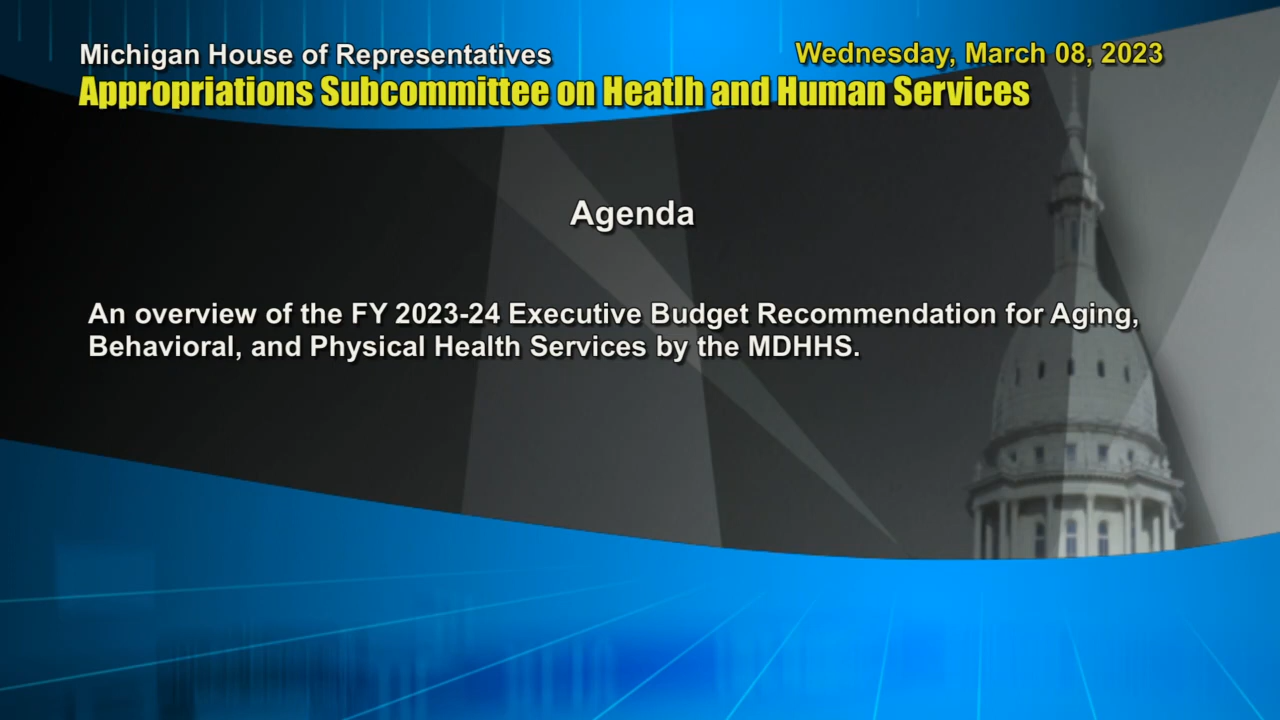 Michigan House of Representatives
Wednesday, March 08, 2023
Appropriations Subcommittee on Heatlh and Human Services
Agenda
An overview of the FY 2023-24 Executive Budget Recommendation for Aging,
Behavioral, and Physical Health Services by the MDHHS.